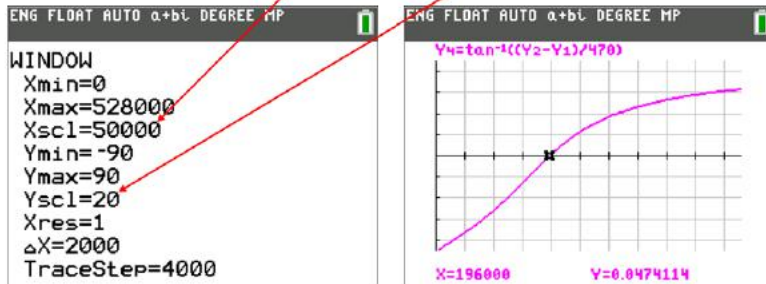 ENG FLOAT AUTO a+bi DEGREE MP
WINDOW
Xmin=0
Xmax=528000
Xscl=50000
Ymin=-90
Ymax=90
Yscl=20
Xres=1
△X=2000
TraceStep=4000
ENG FLOAT AUTO a+bi DEGREE MP
Y₄=tan⁻¹((Y₂-Y₁)/470)
X=196000 Y=0.0474114